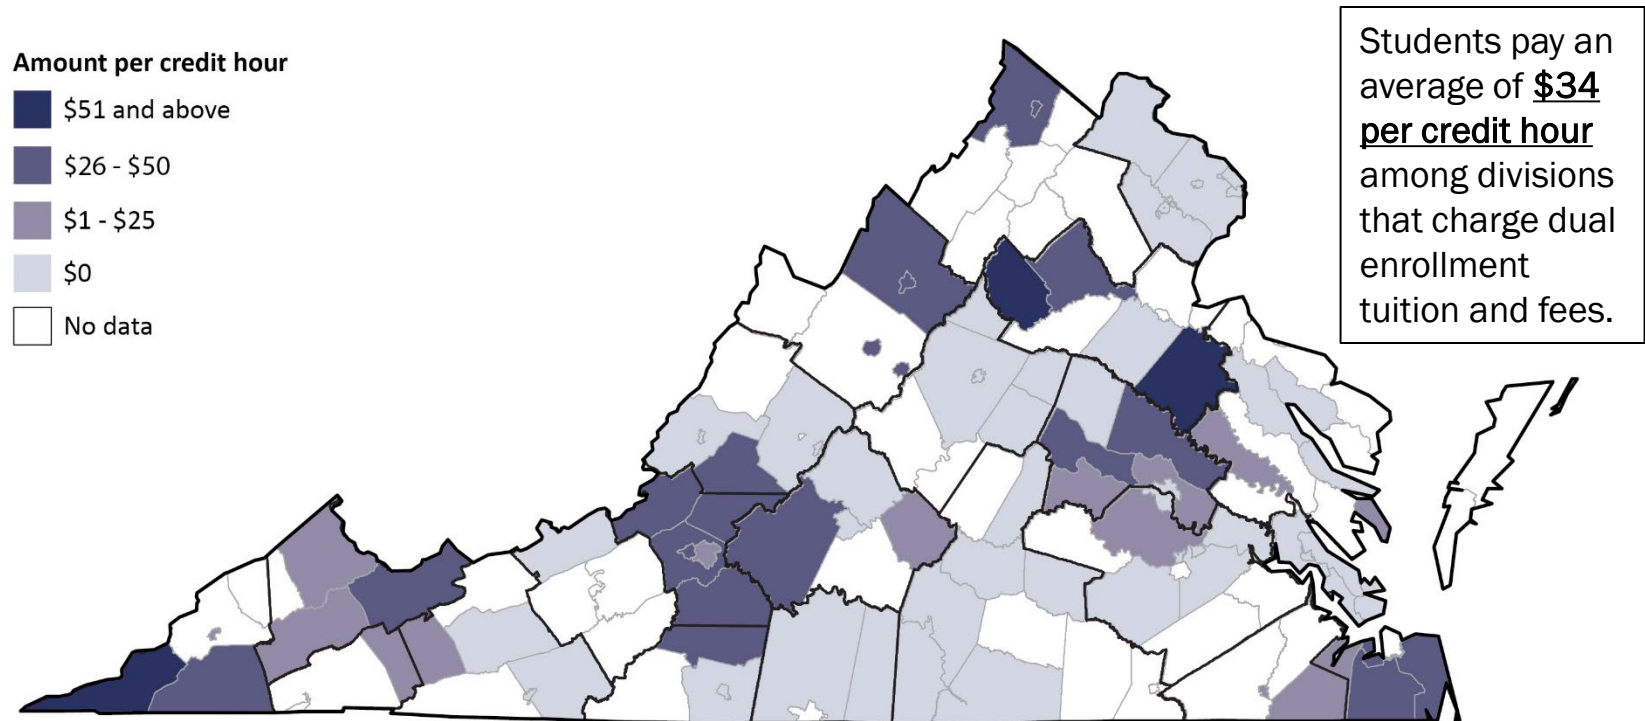 Amount per credit hour
$51 and above
$26 - $50
$1 - $25
$0
No data
Students pay an
average of $34
per credit hour
among divisions
that charge dual
enrollment
tuition and fees.